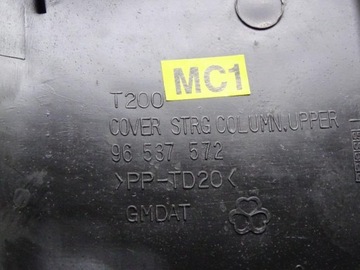 MC1
T200
COVER STRG COLUMN,UPPER
96 537 572
>PP-TD20<
GMDAT